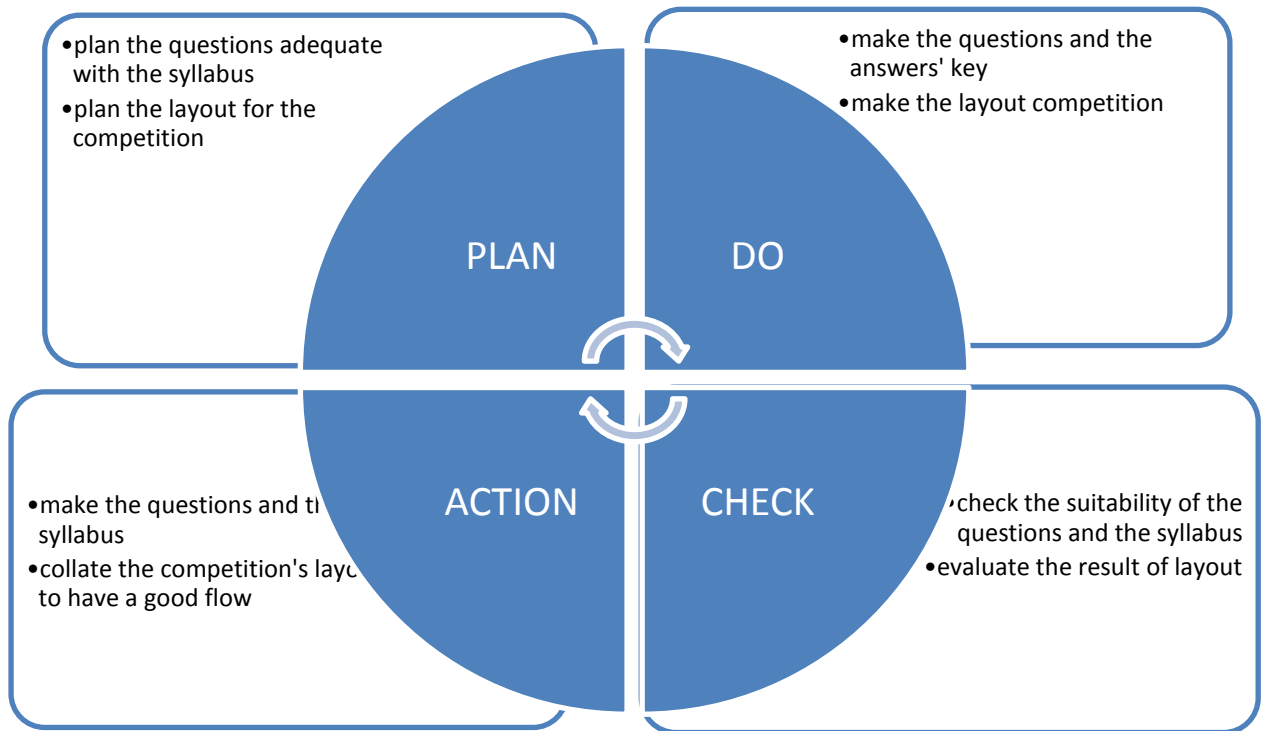 •plan the questions adequate
with the syllabus
•plan the layout for the
competition
•make the questions and the
answers' key
•make the layout competition
PLAN
DO
ACTION
CHECK
•make the questions and
syllabus
•collate the competition's
to have a good flow
•check the suitability of the
questions and the syllabus
•evaluate the result of layout